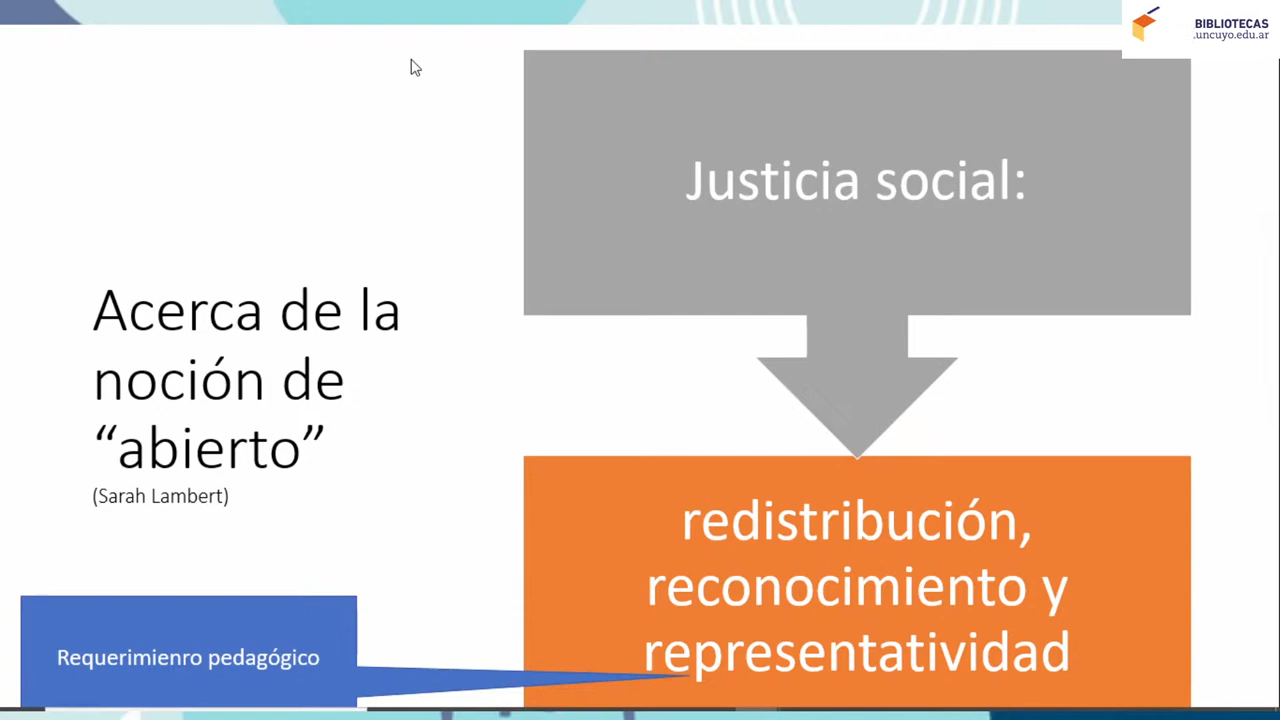 BIBLIOTECAS
.uncuyo.edu.ar
Justicia social:
Acerca de la
noción de
“abierto”
(Sarah Lambert)
redistribución,
reconocimiento y
representatividad
Requerimienro pedagógico